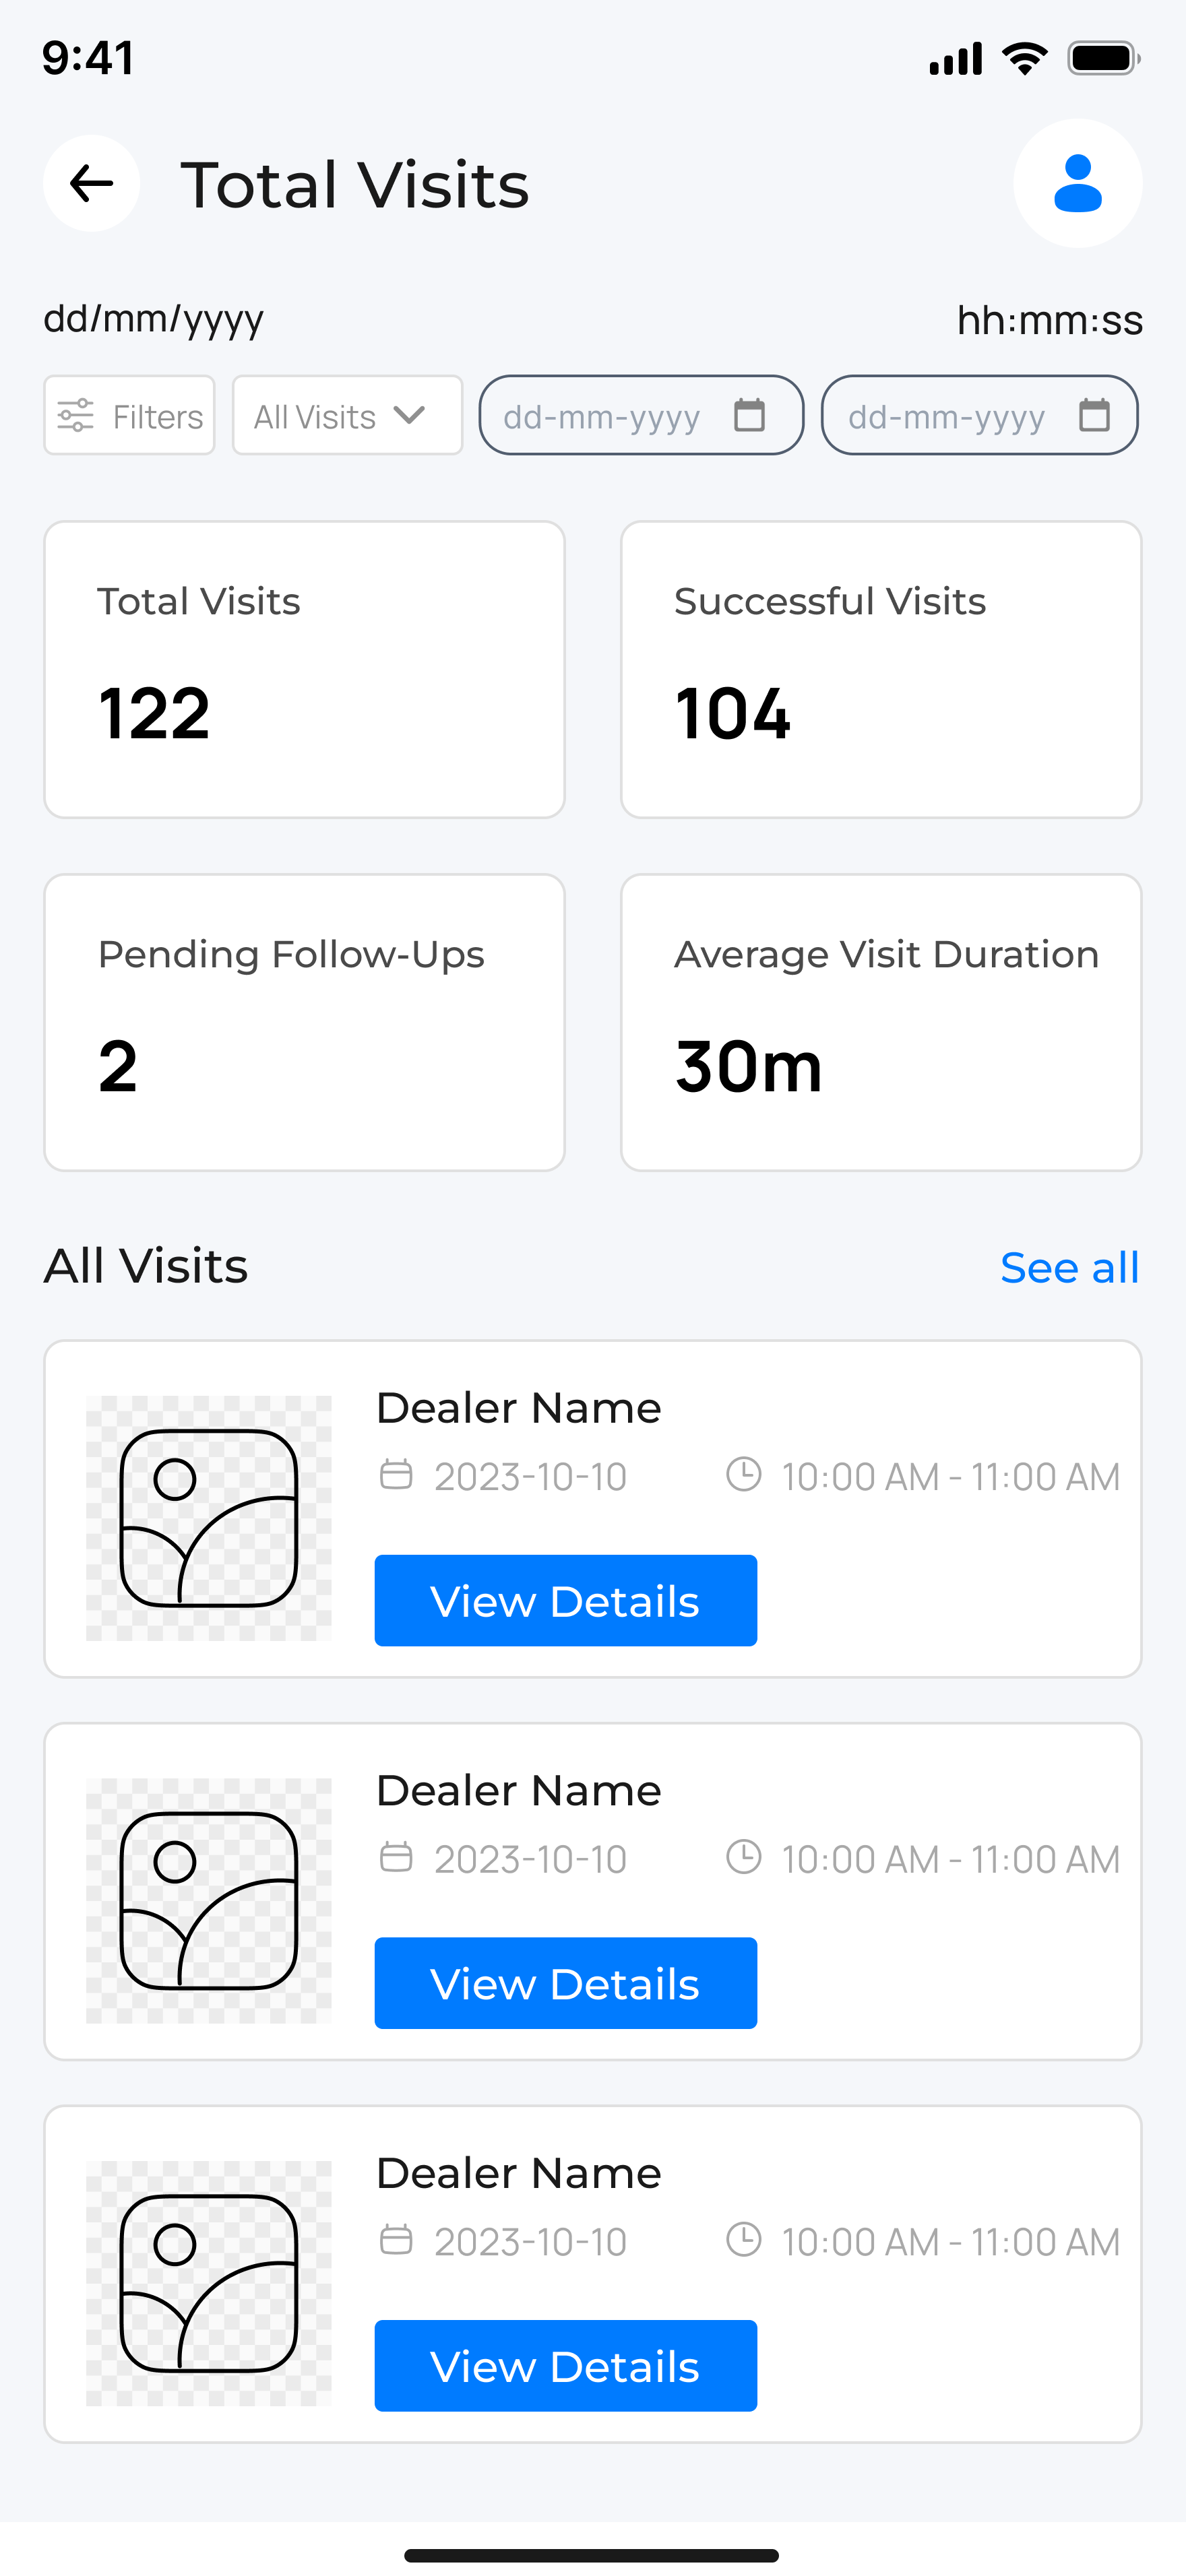 9:41
Total Visits
dd/mm/yyyy hh:mm:ss
Filters All Visits dd-mm-yyyy dd-mm-yyyy
Total Visits Successful Visits
122 104
Pending Follow-Ups Average Visit Duration
2 30m
All Visits See all
Dealer Name
2023-10-10 10:00 AM - 11:00 AM
View Details
Dealer Name
2023-10-10 10:00 AM - 11:00 AM
View Details
Dealer Name
2023-10-10 10:00 AM - 11:00 AM
View Details